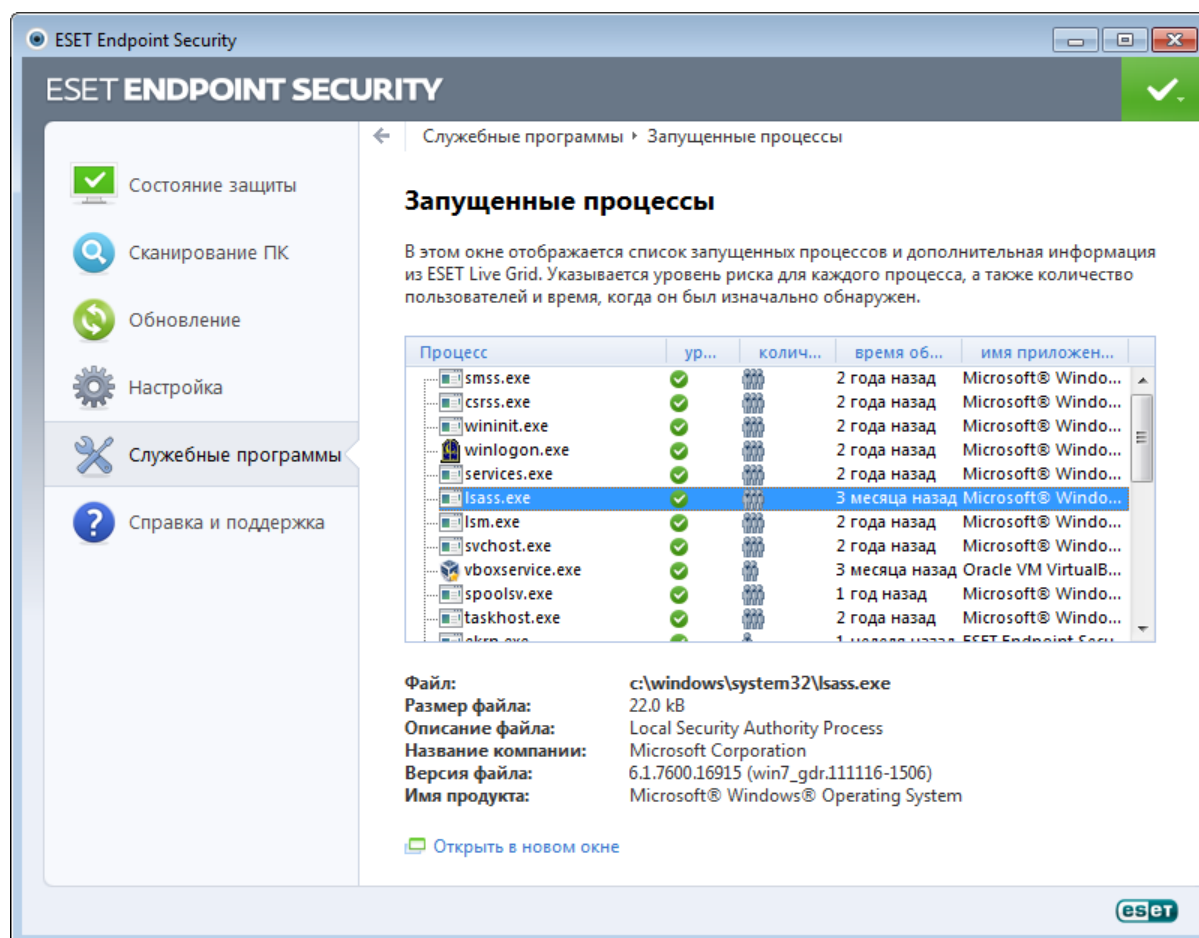 ESET Endpoint Security
ESET ENDPOINT SECURITY
Служебные программы ‣ Запущенные процессы
Состояние защиты
Сканирование ПК
Обновление
Настройка
Служебные программы
Справка и поддержка
Запущенные процессы
В этом окне отображается список запущенных процессов и дополнительная информация
из ESET Live Grid. Указывается уровень риска для каждого процесса, а также количество
пользователей и время, когда он был изначально обнаружен.
Процесс ур... колич... время об... имя приложен...
smss.exe 2 года назад Microsoft® Windo...
csrss.exe 2 года назад Microsoft® Windo...
wininit.exe 2 года назад Microsoft® Windo...
winlogon.exe 2 года назад Microsoft® Windo...
services.exe 2 года назад Microsoft® Windo...
lsass.exe 3 месяца назад Microsoft® Windo...
lsm.exe 2 года назад Microsoft® Windo...
svchost.exe 2 года назад Microsoft® Windo...
vboxservice.exe 3 месяца назад Oracle VM VirtualB...
spoolsv.exe 1 год назад Microsoft® Windo...
taskhost.exe 2 года назад Microsoft® Windo...
ekrn.exe 1 неделя назад ESET Endpoint Secu...
Файл: c:\windows\system32\lsass.exe
Размер файла: 22.0 kB
Описание файла: Local Security Authority Process
Название компании: Microsoft Corporation
Версия файла: 6.1.7600.16915 (win7_gdr.111116-1506)
Имя продукта: Microsoft® Windows® Operating System
Открыть в новом окне
eset